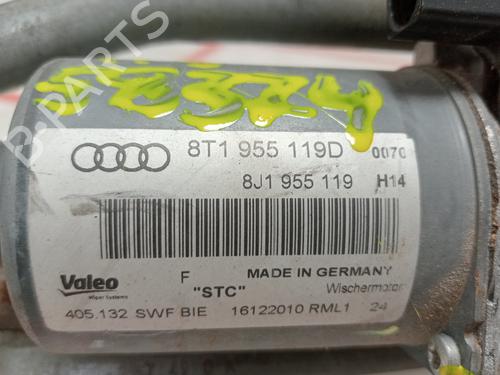 B-PARTS
8T1 955 119D 0070
8J1 955 119 H14
Valeo
Wiper Systems
F
"STC"
MADE IN GERMANY
Wischermotor
405.132 SWF BIE 16122010 RML1 24